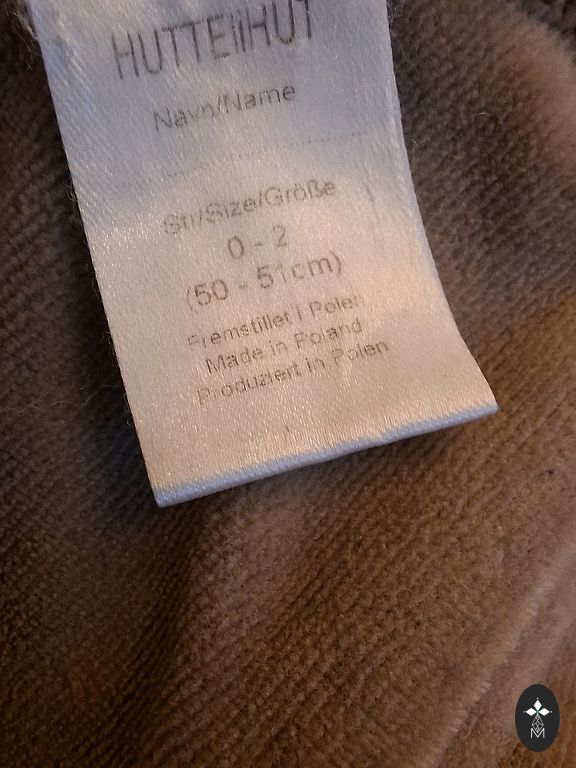 HUTTEliHUT
Navn/Name
Str/Size/Größe
0 - 2
(50 - 51cm)
Fremstillet i Polen
Made in Poland
Produziert in Polen
M